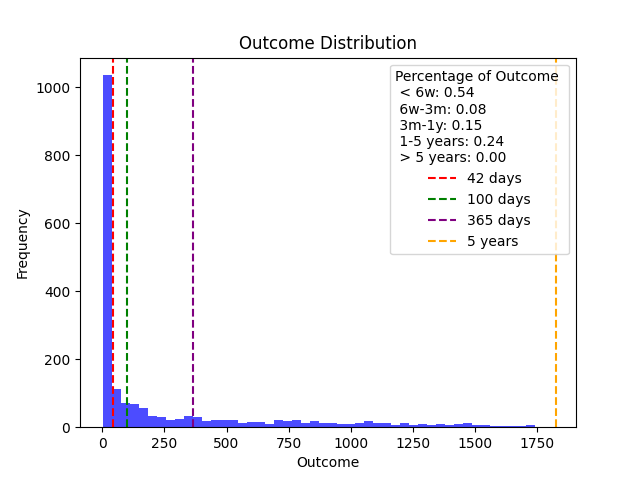 Outcome Distribution
Percentage of Outcome
< 6w: 0.54
6w-3m: 0.08
3m-1y: 0.15
1-5 years: 0.24
> 5 years: 0.00
42 days
100 days
365 days
5 years
Frequency
1000
800
600
400
200
0
0 250 500 750 1000 1250 1500 1750
Outcome